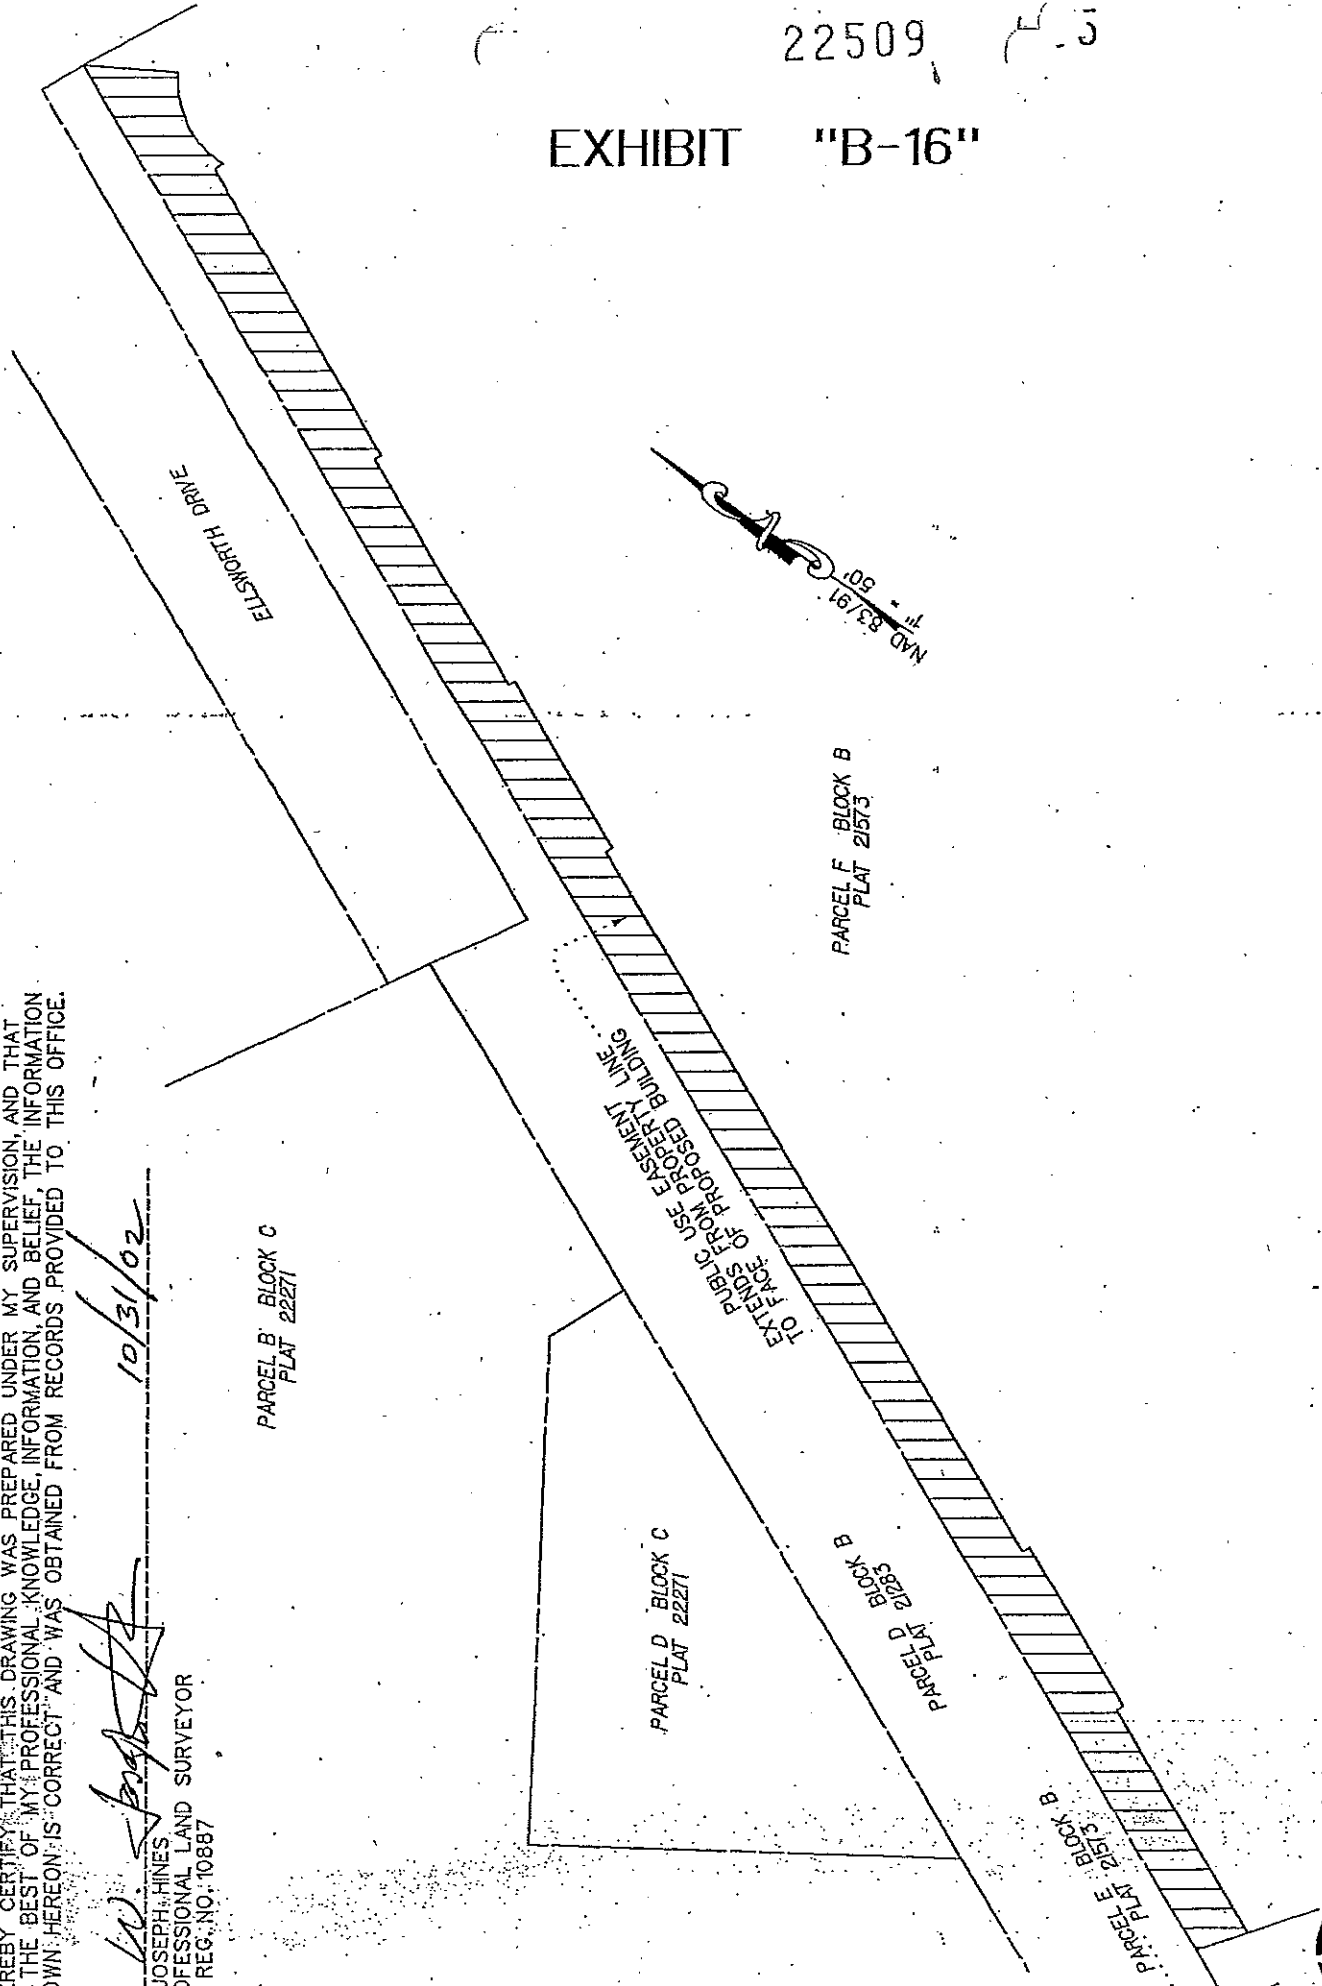 22509
EXHIBIT "B-16"
ELLSWORTH DRIVE
NAD 83/91
1" = 50'
PARCEL F BLOCK B
PLAT 21573
PUBLIC USE EASEMENT
EXTENDS FROM PROPERTY LINE
TO FACE OF PROPOSED BUILDING
PARCEL B BLOCK C
PLAT 22271
PARCEL D BLOCK C
PLAT 22271
PARCEL D BLOCK B
PLAT 21283
PARCEL E BLOCK B
PLAT 21573
CERTIFY THAT THIS DRAWING WAS PREPARED UNDER MY SUPERVISION, AND THAT
THE BEST OF MY PROFESSIONAL KNOWLEDGE, INFORMATION, AND BELIEF, THE INFORMATION
HEREON IS CORRECT AND WAS OBTAINED FROM RECORDS PROVIDED TO THIS OFFICE.
W. Joseph 10/31/02
JOSEPH HINES
LAND SURVEYOR
REG. NO. 10887